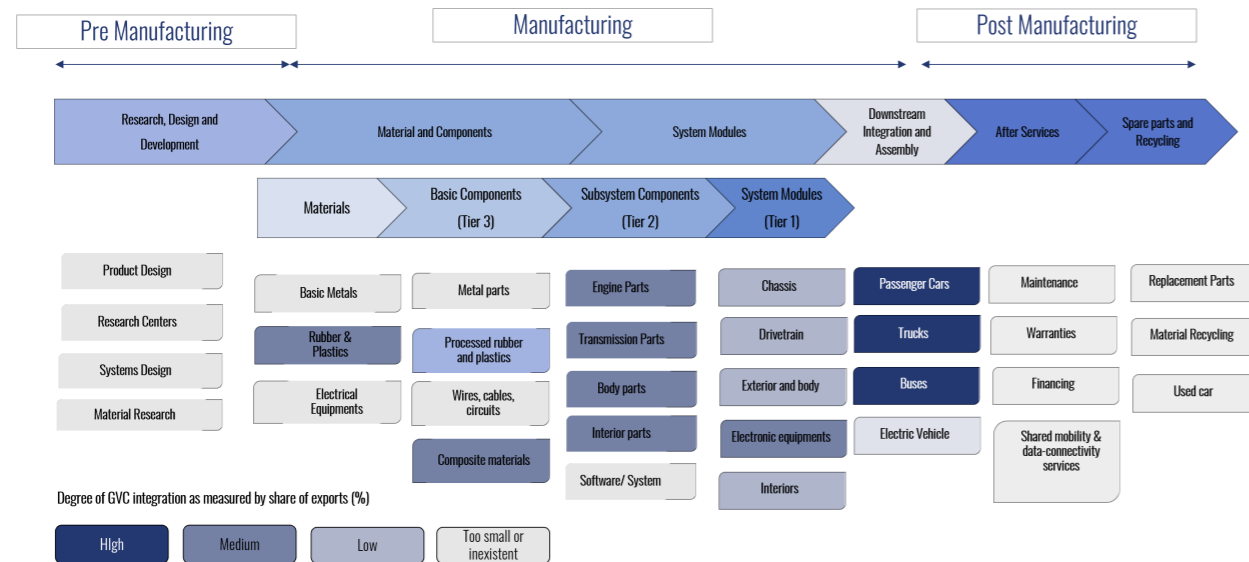 Pre Manufacturing
Manufacturing
Post Manufacturing
Research, Design and
Development
Material and Components
System Modules
Downstream
Integration and
Assembly
After Services
Spare parts and
Recycling
Materials
Basic Components
(Tier 3)
Subsystem Components
(Tier 2)
System Modules
(Tier 1)
Product Design
Research Centers
Systems Design
Material Research
Basic Metals
Rubber &
Plastics
Electrical
Equipments
Metal parts
Processed rubber
and plastics
Wires, cables,
circuits
Composite materials
Engine Parts
Transmission Parts
Body parts
Interior parts
Software/ System
Chassis
Drivetrain
Exterior and body
Electronic equipments
Interiors
Passenger Cars
Trucks
Buses
Electric Vehicle
Maintenance
Warranties
Financing
Shared mobility &
data-connectivity
services
Replacement Parts
Material Recycling
Used car
Degree of GVC integration as measured by share of exports (%)
HIgh
Medium
Low
Too small or
inexistent